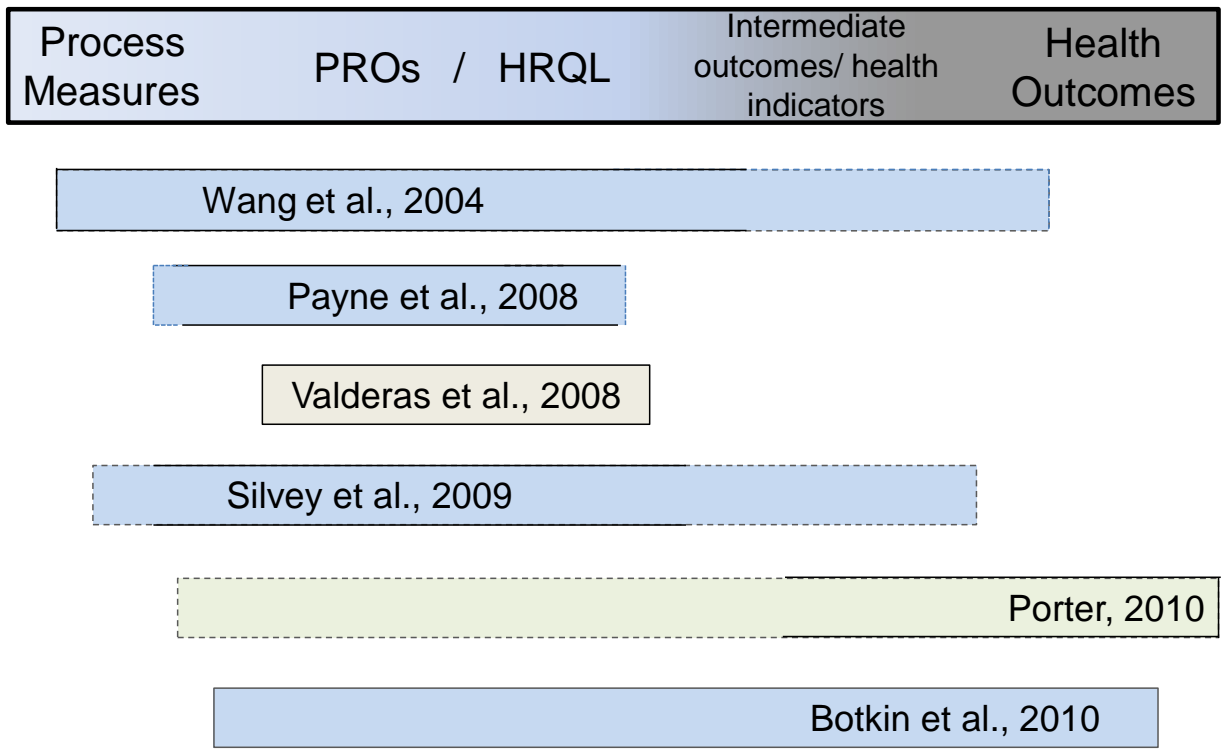 Process
Measures
PROs / HRQL
Intermediate
outcomes/ health
indicators
Health
Outcomes
Wang et al., 2004
Payne et al., 2008
Valderas et al., 2008
Silvey et al., 2009
Porter, 2010
Botkin et al., 2010